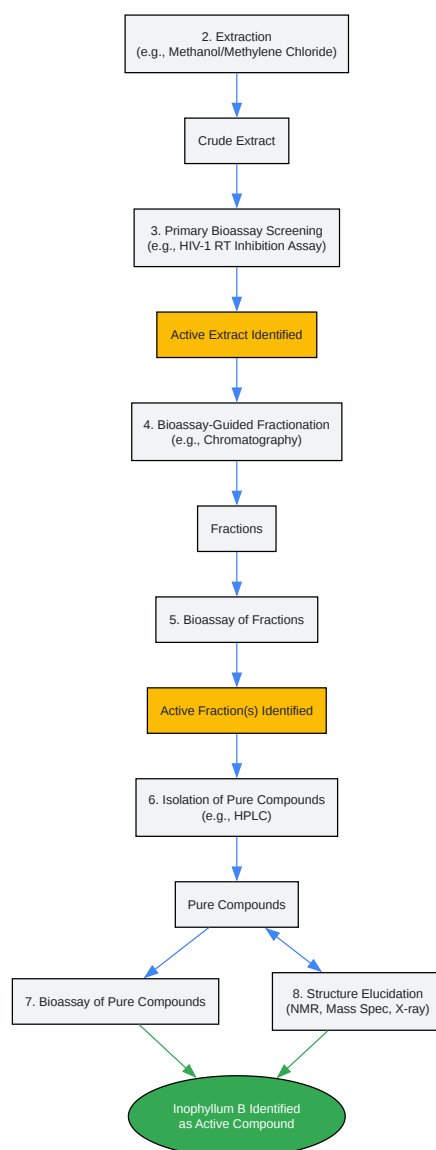 2. Extraction
(e.g., Methanol/Methylene Chloride)
Crude Extract
3. Primary Bioassay Screening
(e.g., HIV-1 RT Inhibition Assay)
Active Extract Identified
4. Bioassay-Guided Fractionation
(e.g., Chromatography)
Fractions
5. Bioassay of Fractions
Active Fraction(s) Identified
6. Isolation of Pure Compounds
(e.g., HPLC)
Pure Compounds
7. Bioassay of Pure Compounds
8. Structure Elucidation
(NMR, Mass Spec, X-ray)
Inophyllum B Identified
as Active Compound